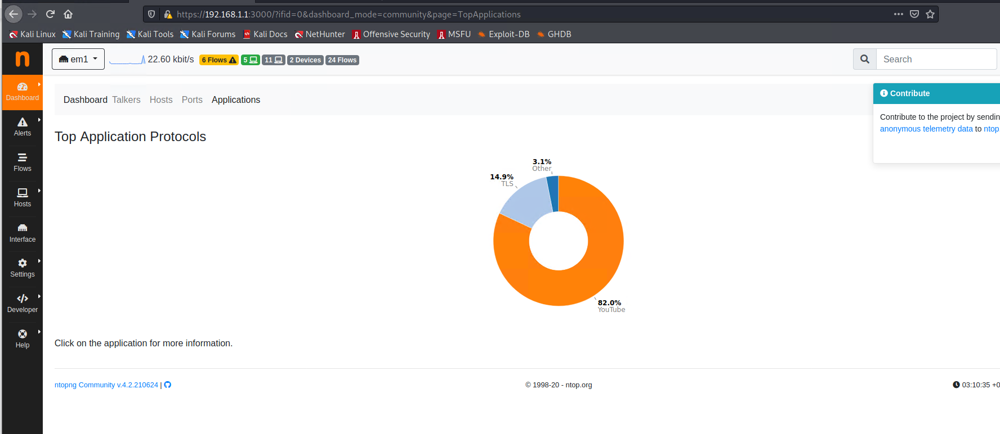 https://192.168.1.1:3000/?ifid=0&dashboard_mode=community&page=TopApplications
Kali Linux Kali Training Kali Tools Kali Forums Kali Docs NetHunter Offensive Security MSFU Exploit-DB GHDB
n em1 22.60 kbit/s 6 Flows 5 11 2 Devices 24 Flows Search
Dashboard
Alerts
Flows
Hosts
Interface
Settings
Developer
Help
Dashboard Talkers Hosts Ports Applications
Contribute
Contribute to the project by sendin
anonymous telemetry data to ntop
Top Application Protocols
3.1%
Other
14.9%
TLS
82.0%
YouTube
Click on the application for more information.
ntopng Community v.4.2.210624 | © 1998-20 - ntop.org 03:10:35 +0